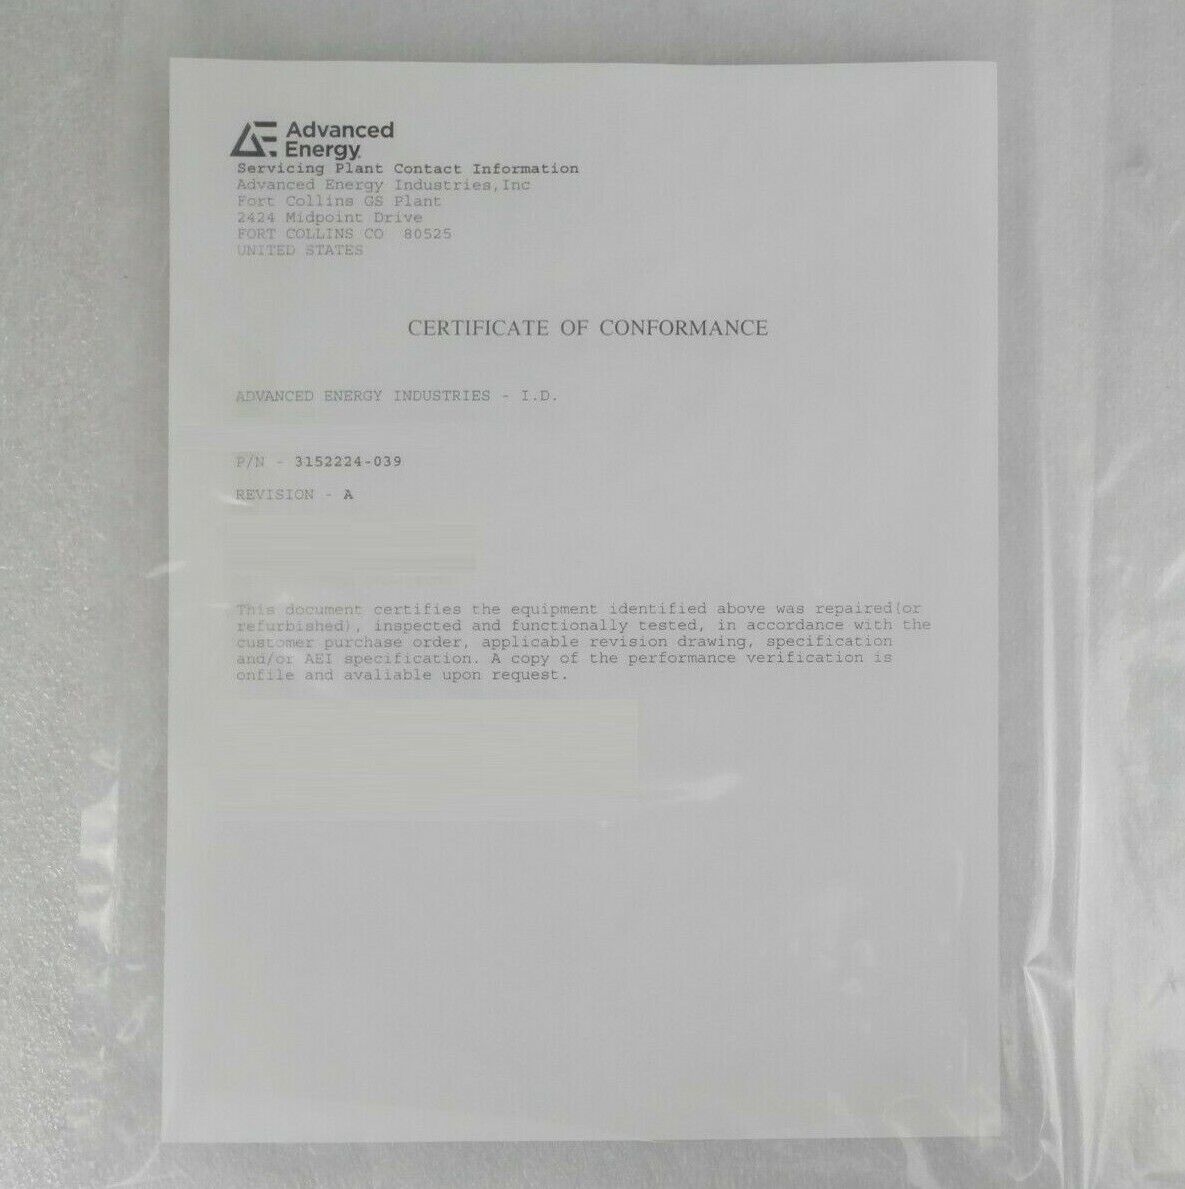 Advanced
Energy
Servicing Plant Contact Information
Advanced Energy Industries,Inc
Fort Collins GS Plant
2424 Midpoint Drive
FORT COLLINS CO  80525
UNITED STATES
CERTIFICATE OF CONFORMANCE
ADVANCED ENERGY INDUSTRIES - I.D.
P/N - 3152224-039
REVISION - A
This document certifies the equipment identified above was repaired(or
refurbished), inspected and functionally tested, in accordance with the
customer purchase order, applicable revision drawing, specification
and/or AEI specification. A copy of the performance verification is
onfile and avaliable upon request.